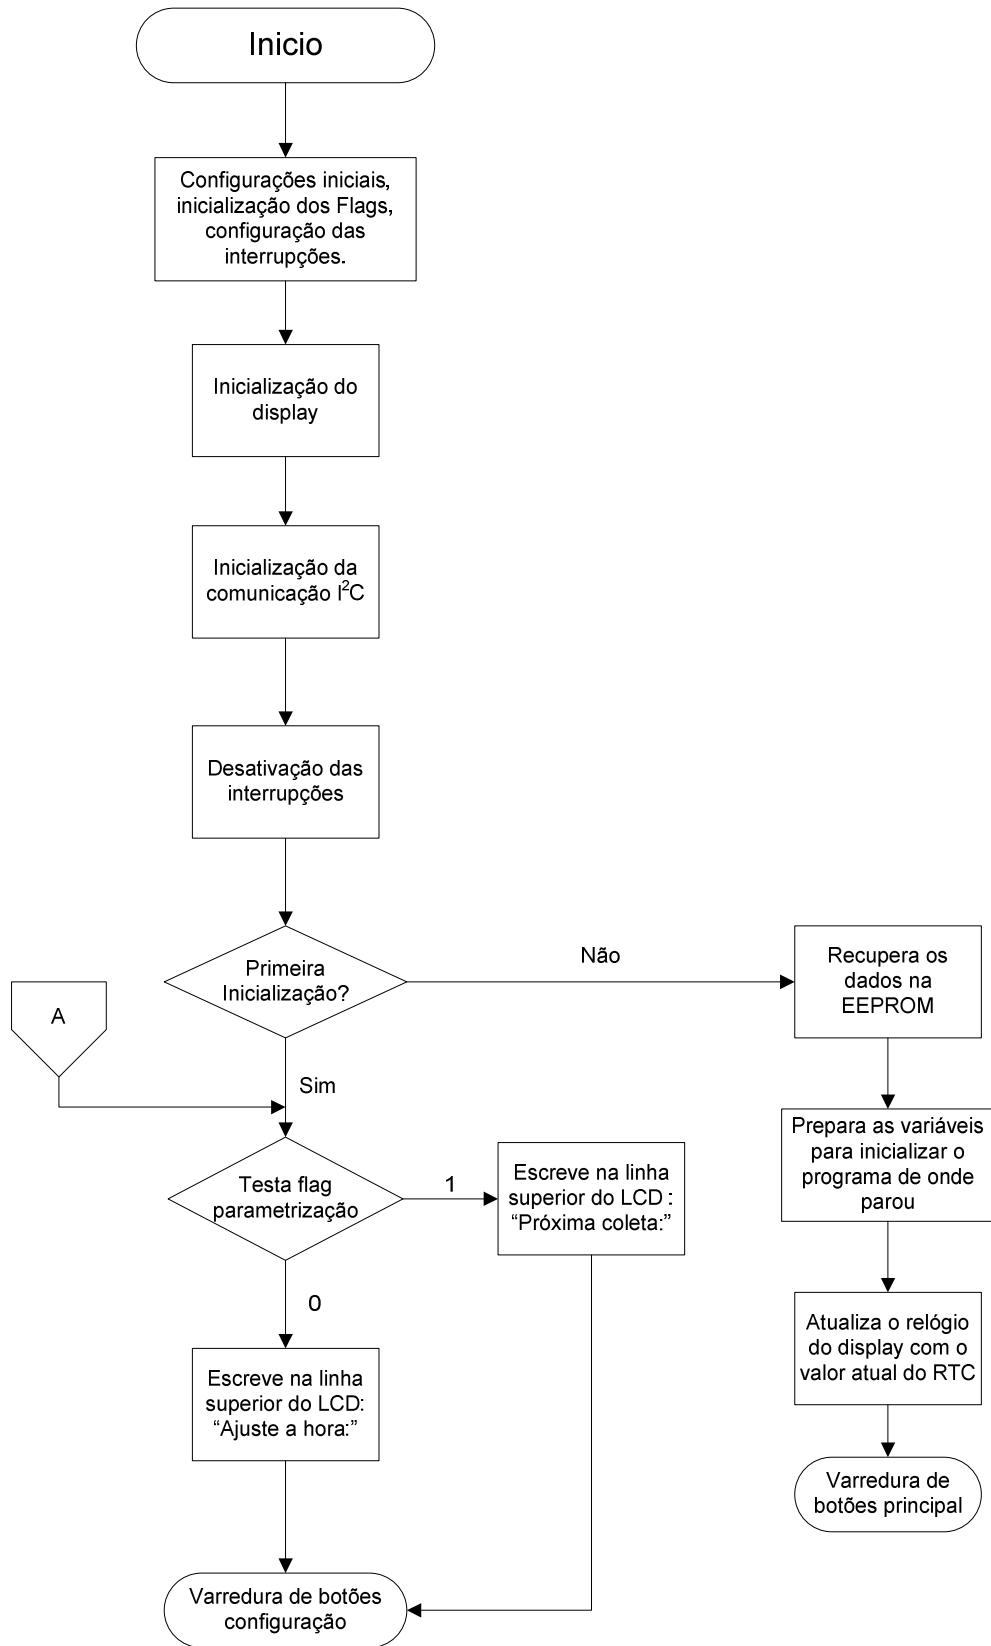 Inicio
Configurações iniciais,
inicialização dos Flags,
configuração das
interrupções.
Inicialização do
display
Inicialização da
comunicação I²C
Desativação das
interrupções
Primeira
Inicialização?
Não
Recupera os
dados na
EEPROM
A
Sim
Prepara as variáveis
para inicializar o
programa de onde
parou
Testa flag
parametrização
1
Escreve na linha
superior do LCD :
“Próxima coleta:”
0
Atualiza o relógio
do display com o
valor atual do RTC
Escreve na linha
superior do LCD:
“Ajuste a hora:”
Varredura de
botões principal
Varredura de botões
configuração